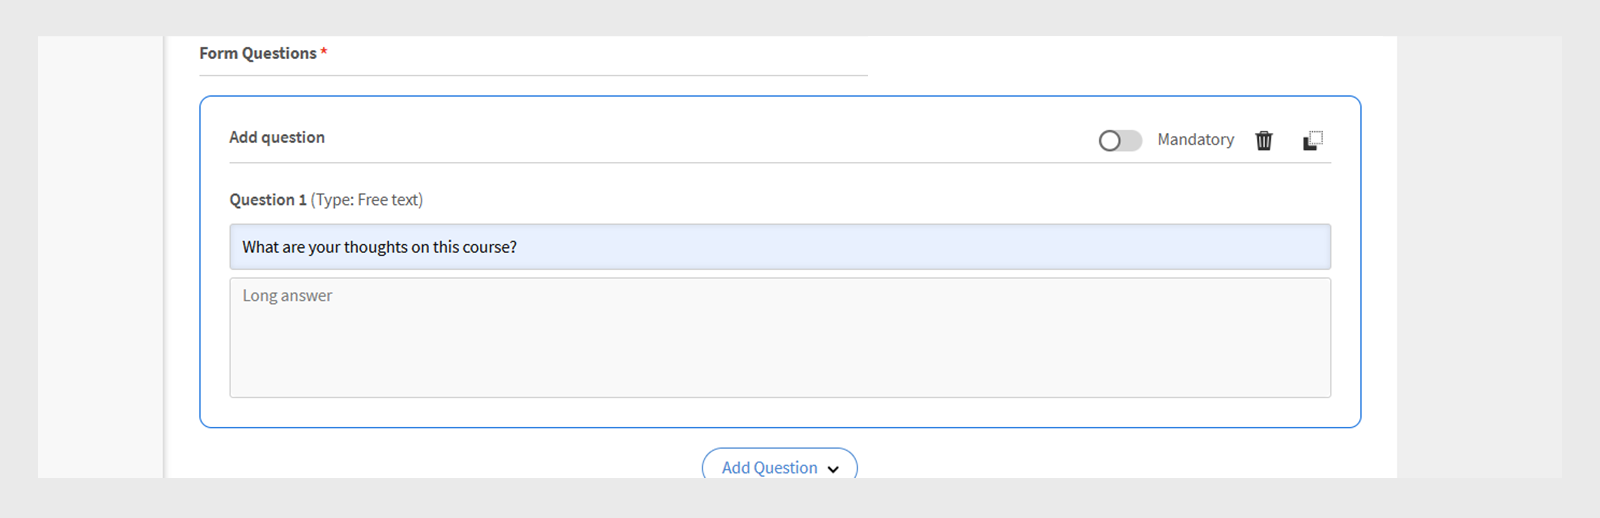 Form Questions *
Add question
Mandatory
Question 1 (Type: Free text)
What are your thoughts on this course?
Long answer
Add Question